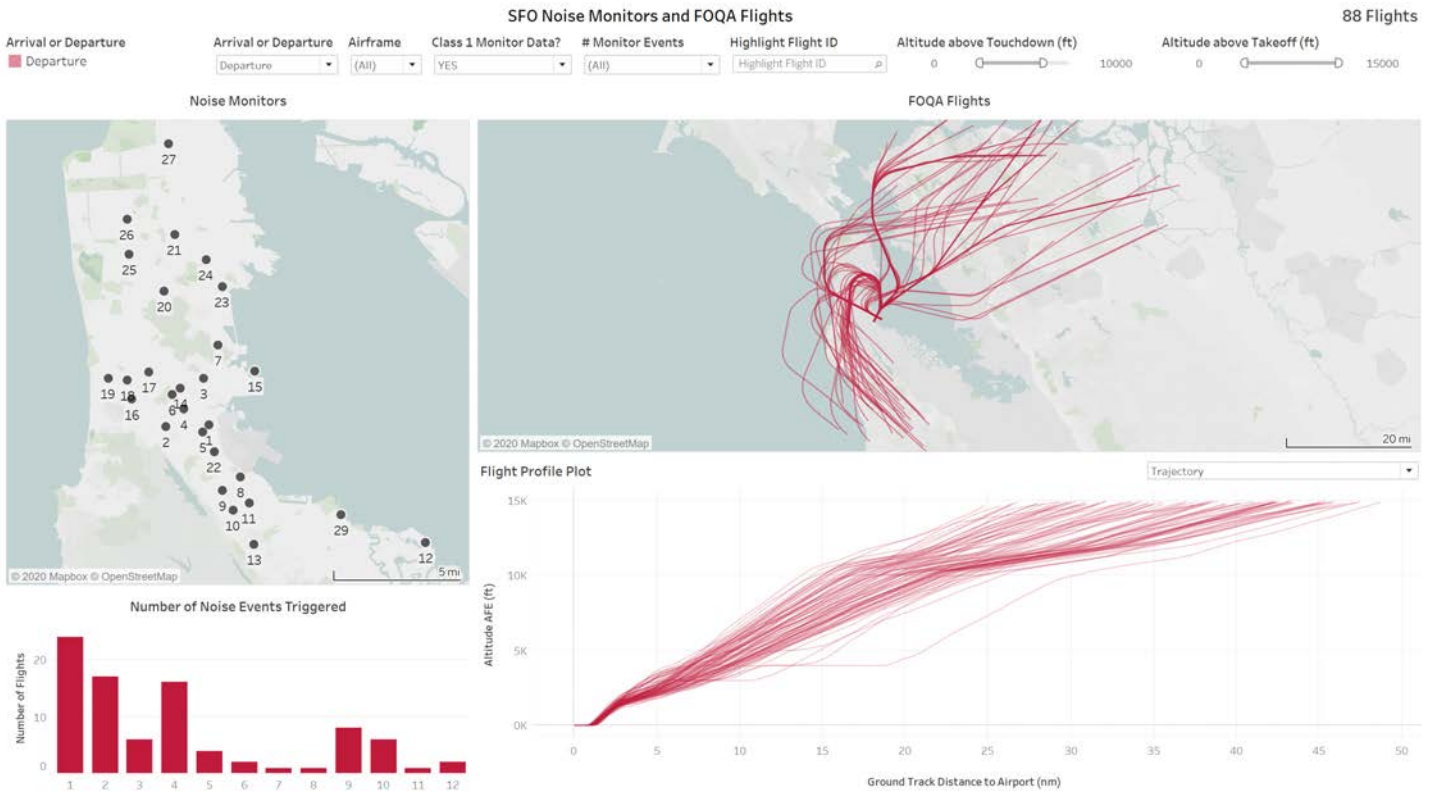 SFO Noise Monitors and FOQA Flights
88 Flights
Arrival or Departure
Departure
Arrival or Departure
Departure
Airframe
(All)
Class 1 Monitor Data?
YES
# Monitor Events
(All)
Highlight Flight ID
Highlight Flight ID
Altitude above Touchdown (ft)
0 10000
Altitude above Takeoff (ft)
0 15000
Noise Monitors
27
26
21
25
24
20
23
7
19
18
17
16
6
14
3
15
4
2
5
1
22
8
9
10
11
13
29
12
© 2020 Mapbox © OpenStreetMap
5 mi
FOQA Flights
© 2020 Mapbox © OpenStreetMap
20 mi
Number of Noise Events Triggered
Number of Flights
20
10
0
1 2 3 4 5 6 7 8 9 10 11 12
Flight Profile Plot
Trajectory
Altitude AFE (ft)
15K
10K
5K
0K
0 5 10 15 20 25 30 35 40 45 50
Ground Track Distance to Airport (nm)